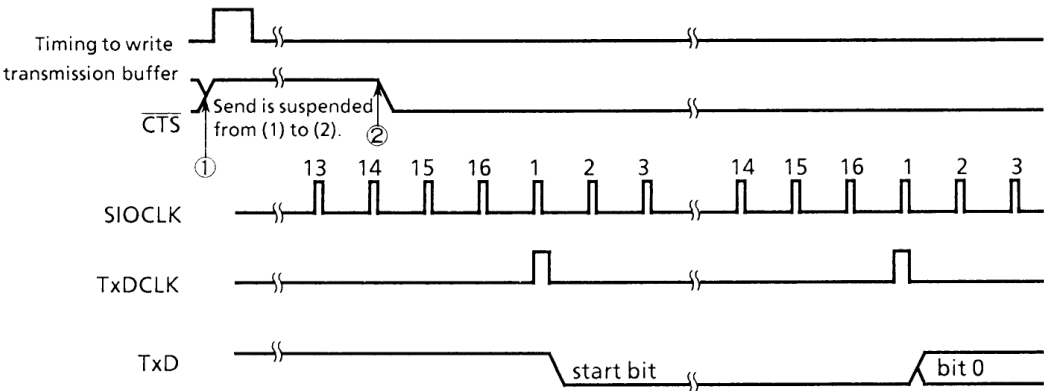 Timing to write
transmission buffer
CTS
Send is suspended
from (1) to (2).
① ②
13 14 15 16 1 2 3 14 15 16 1 2 3
SIOCLK
TxDCLK
TxD
start bit
bit 0